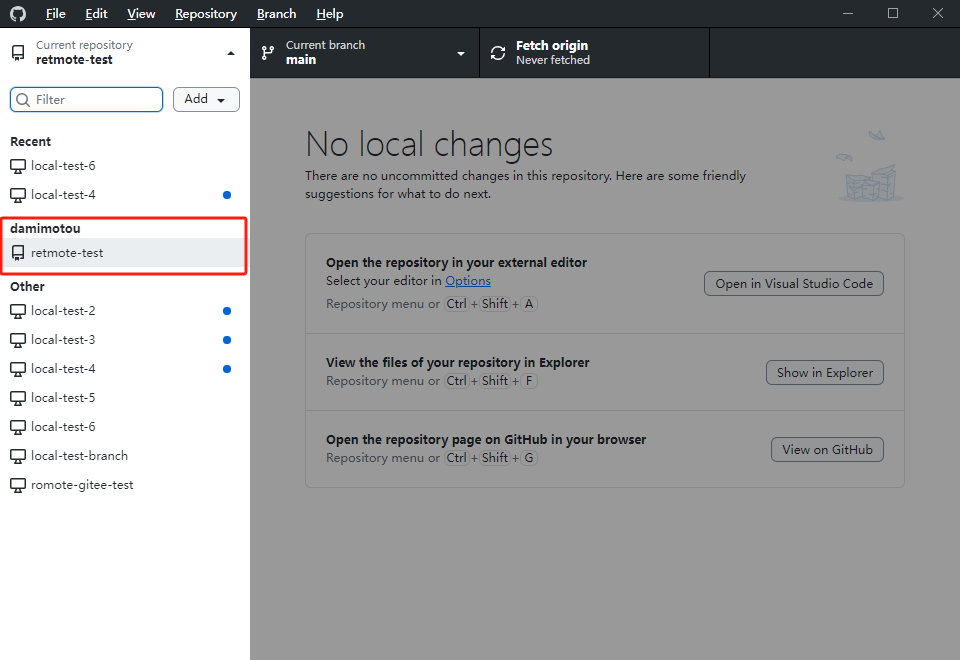 File Edit View Repository Branch Help
Current repository
retmote-test
Current branch
main
Fetch origin
Never fetched
Filter
Add
Recent
local-test-6
local-test-4
damimotou
retmote-test
Other
local-test-2
local-test-3
local-test-4
local-test-5
local-test-6
local-test-branch
romote-gitee-test
No local changes
There are no uncommitted changes in this repository. Here are some friendly
suggestions for what to do next.
Open the repository in your external editor
Select your editor in Options
Repository menu or Ctrl + Shift + A
Open in Visual Studio Code
View the files of your repository in Explorer
Repository menu or Ctrl + Shift + F
Show in Explorer
Open the repository page on GitHub in your browser
Repository menu or Ctrl + Shift + G
View on GitHub